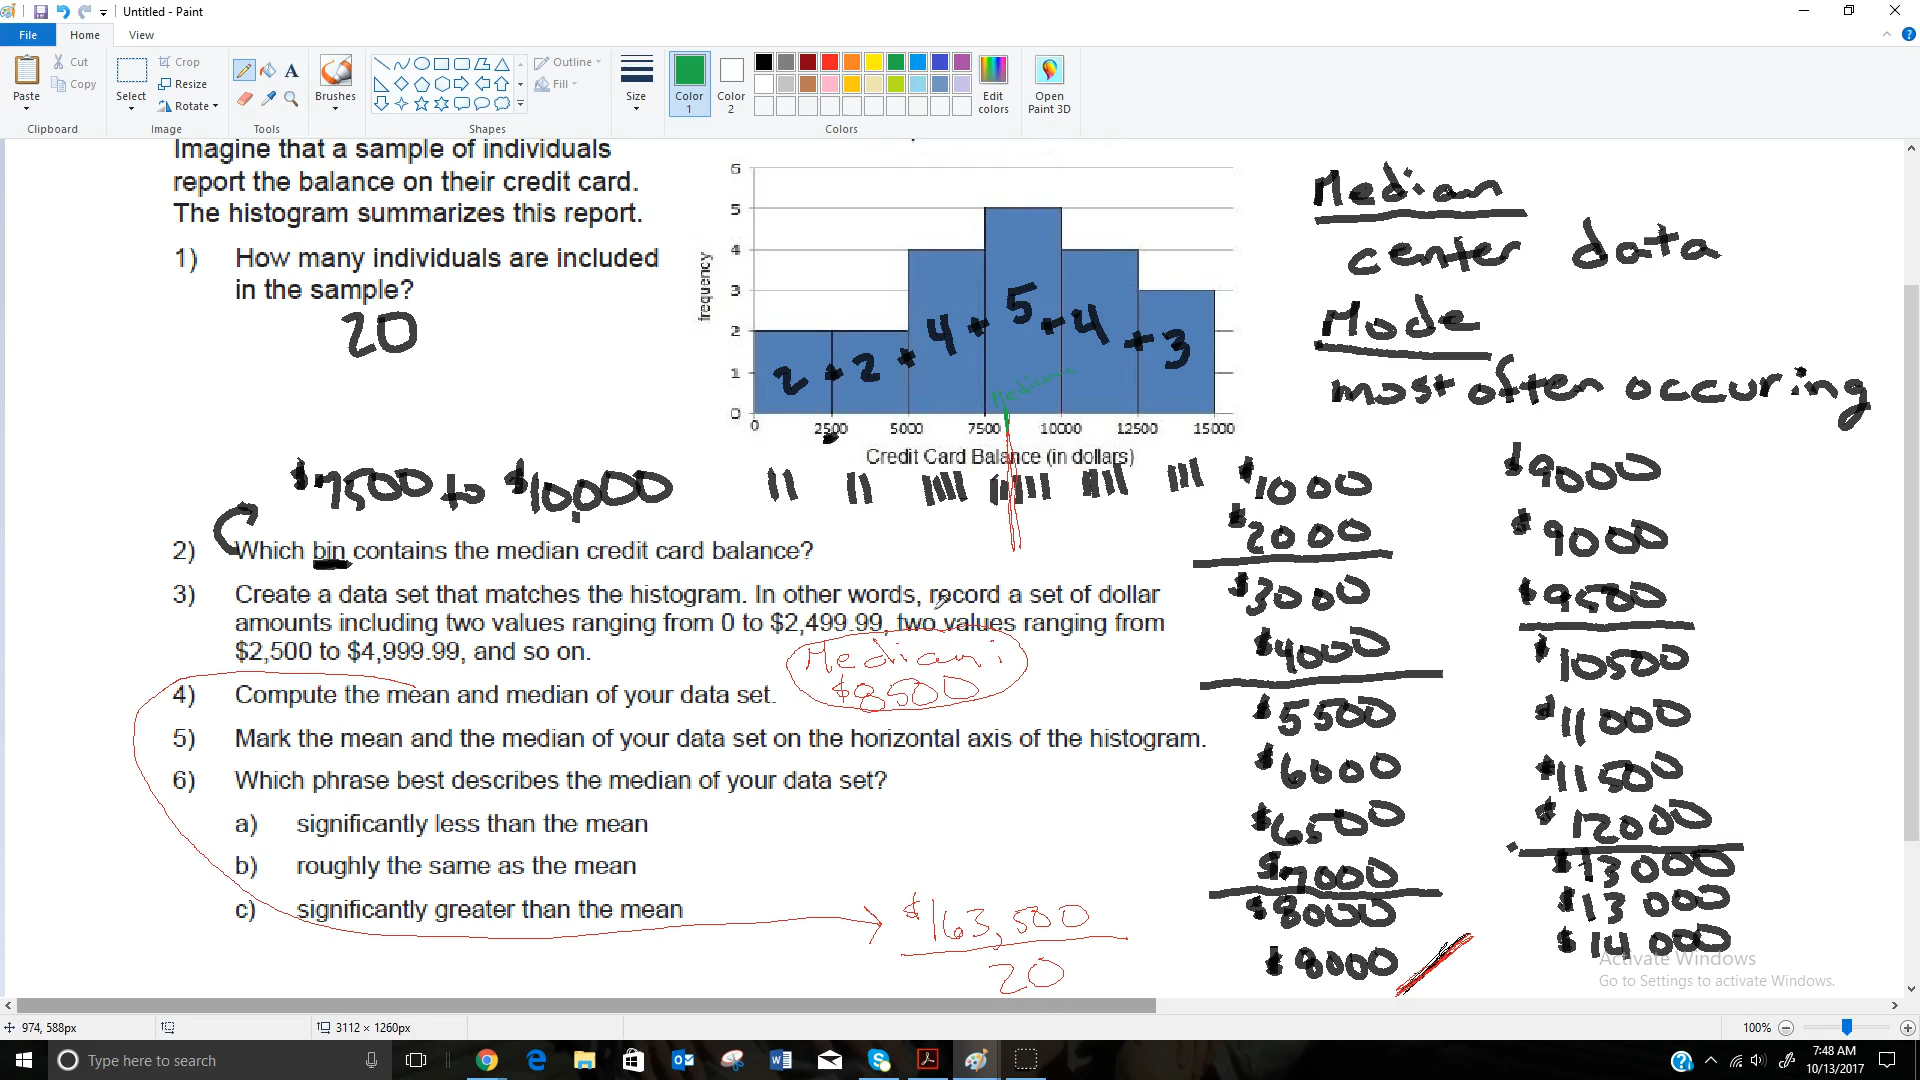 Untitled - Paint
File Home View
Paste Cut Copy
Clipboard
Select Crop Resize Rotate
Image
A
Tools
Brushes
Outline
Fill
Shapes
Size
Color 1
Color 2
Edit colors
Colors
Open Paint 3D
Imagine that a sample of individuals
report the balance on their credit card.
The histogram summarizes this report.
1) How many individuals are included
in the sample?
20
frequency
6
5
4
3
2
1
0
2 + 2 + 4 + 5 + 4 + 3
Median
0 2500 5000 7500 10000 12500 15000
Credit Card Balance (in dollars)
Median
center data
Mode
most often occuring
$7500 to $10,000
2) Which bin contains the median credit card balance?
3) Create a data set that matches the histogram. In other words, record a set of dollar
amounts including two values ranging from 0 to $2,499.99, two values ranging from
$2,500 to $4,999.99, and so on.
Median:
$8500
4) Compute the mean and median of your data set.
5) Mark the mean and the median of your data set on the horizontal axis of the histogram.
6) Which phrase best describes the median of your data set?
a) significantly less than the mean
b) roughly the same as the mean
c) significantly greater than the mean
$163,500
20
$1000
$2000
$3000
$4000
$5500
$6000
$6500
$7000
$8000
$8000
$9000
$9000
$9500
$10500
$11000
$11500
$12000
$13000
$13000
$14000
Activate Windows
Go to Settings to activate Windows.
974, 588px
3112 × 1260px
100%
Type here to search
7:48 AM
10/13/2017